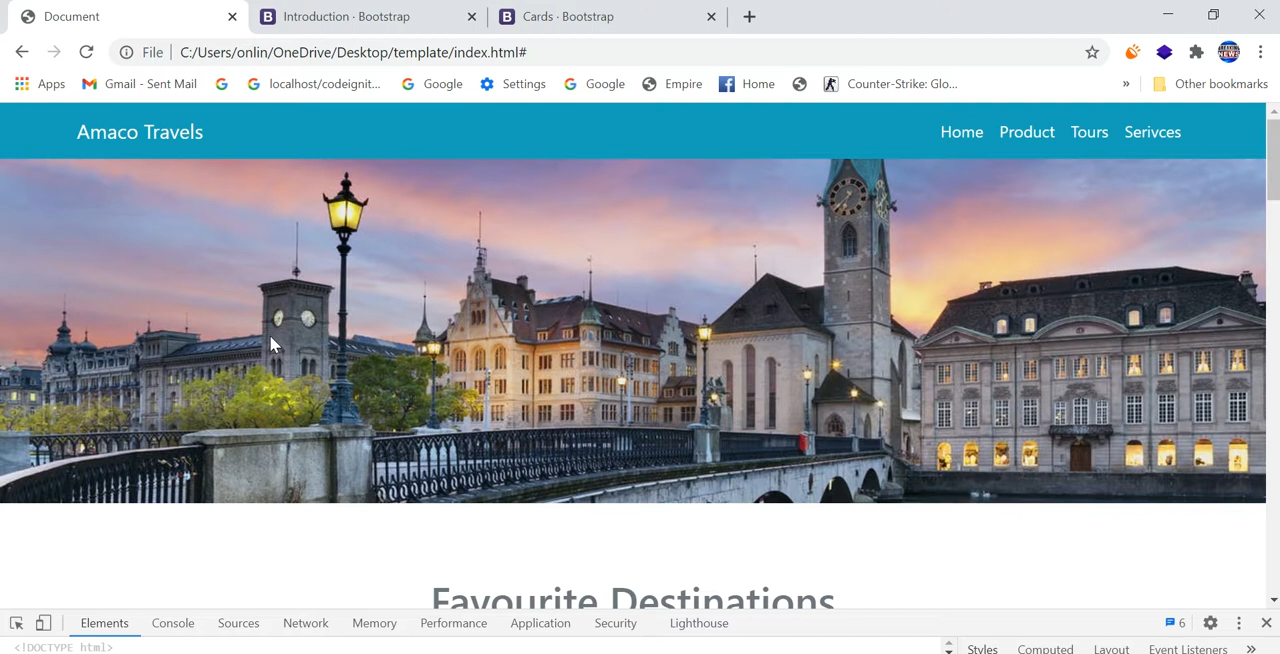 Document
Introduction · Bootstrap
Cards · Bootstrap
File C:/Users/onlin/OneDrive/Desktop/template/index.html#
Apps Gmail - Sent Mail localhost/codeignit... Google Settings Google Empire Home Counter-Strike: Glo... » Other bookmarks
Amaco Travels Home Product Tours Serivces
Favourite Destinations
Elements Console Sources Network Memory Performance Application Security Lighthouse 6
<!DOCTYPE html> Styles Computed Layout Event Listeners »